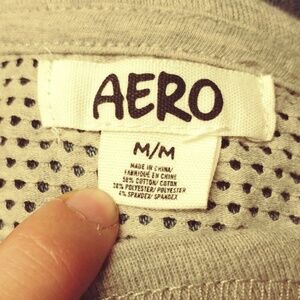 AERO
M/M
MADE IN CHINA/
FABRIQUÉ EN CHINE
58% COTTON/ COTON
38% POLYESTER/ POLYESTER
4% SPANDEX/ SPANDEX